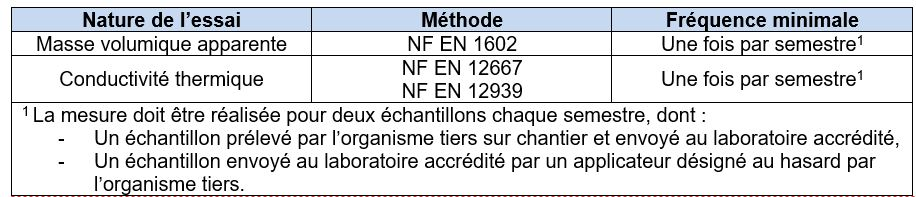 Nature de l’essai Méthode Fréquence minimale
Masse volumique apparente NF EN 1602 Une fois par semestre¹
Conductivité thermique NF EN 12667 Une fois par semestre¹
NF EN 12939
¹ La mesure doit être réalisée pour deux échantillons chaque semestre, dont :
- Un échantillon prélevé par l’organisme tiers sur chantier et envoyé au laboratoire accrédité,
- Un échantillon envoyé au laboratoire accrédité par un applicateur désigné au hasard par
l’organisme tiers.